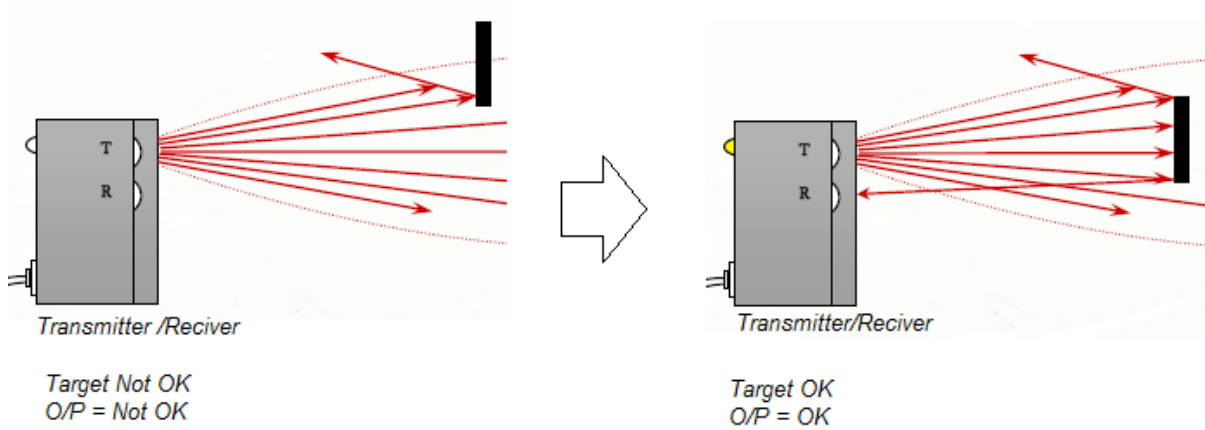 T
R
Transmitter /Reciver
Target Not OK
O/P = Not OK
T
R
Transmitter/Reciver
Target OK
O/P = OK